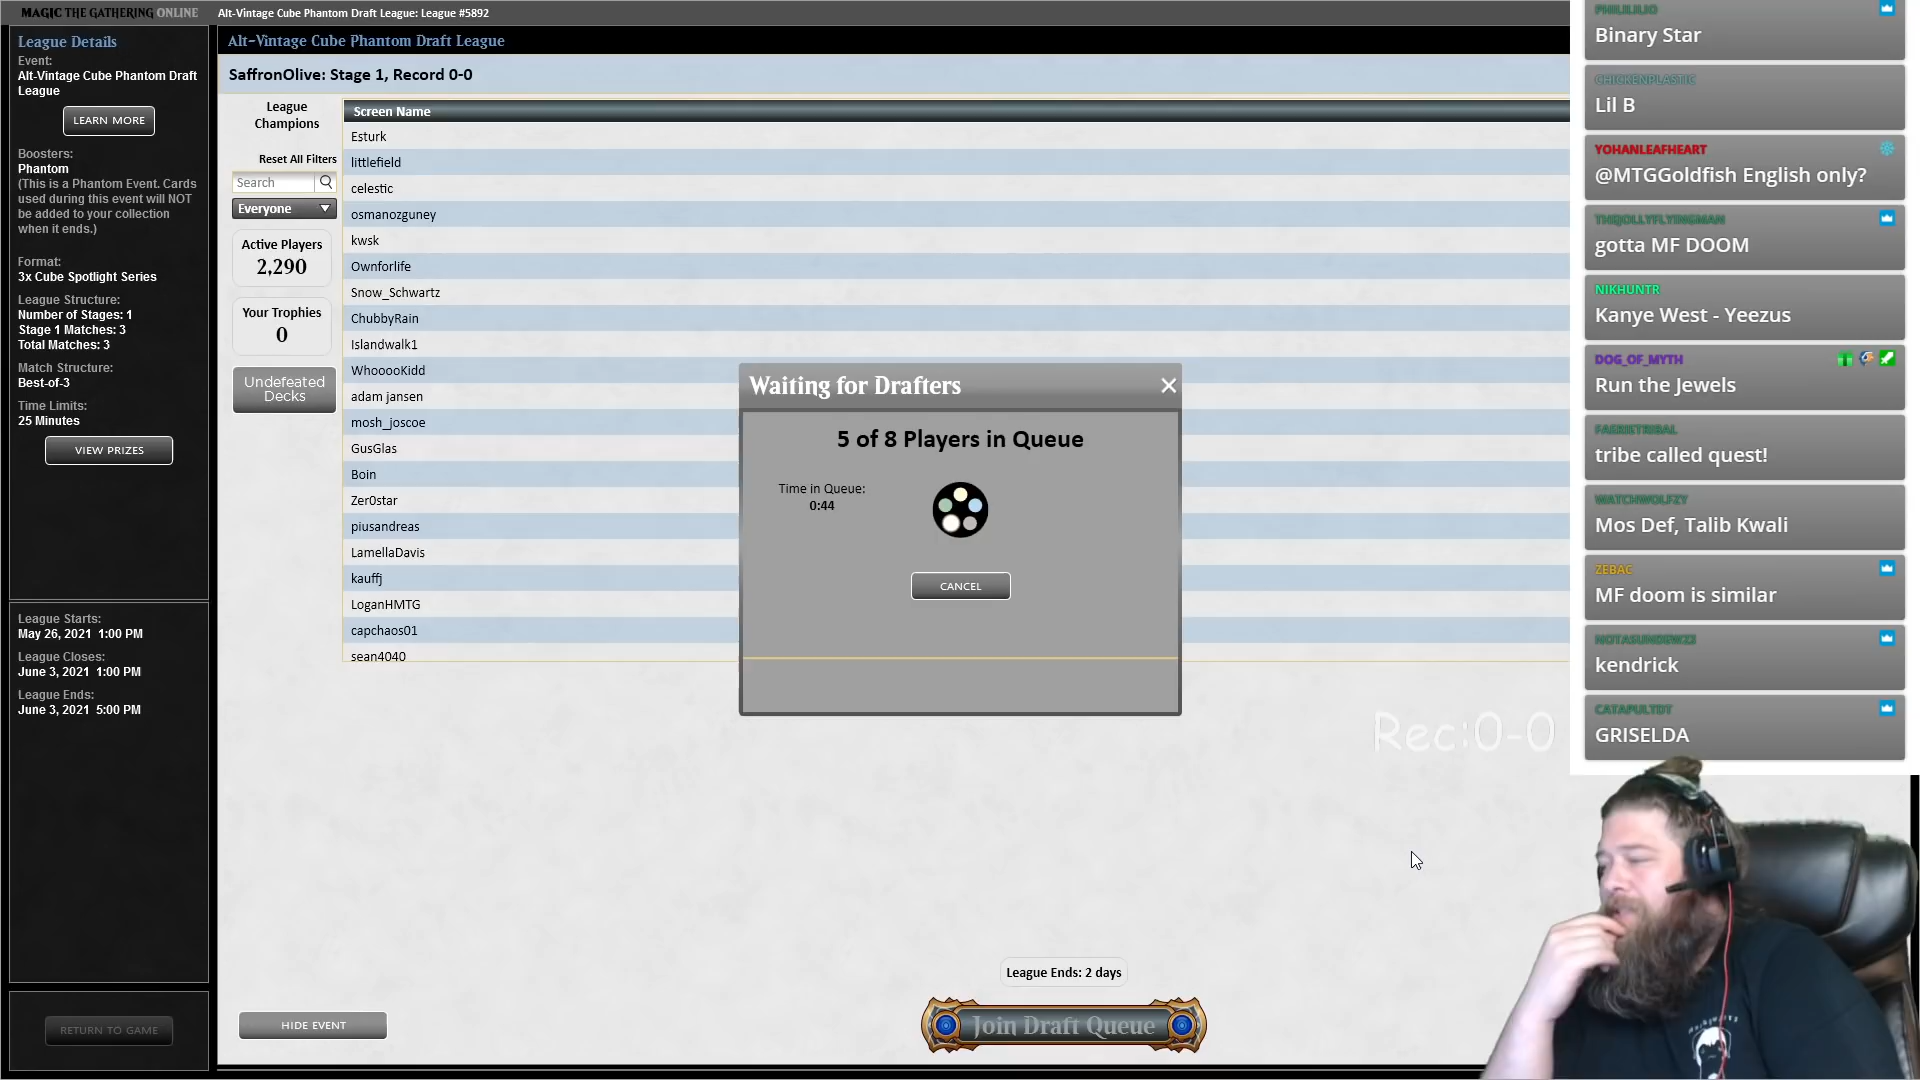 MAGIC THE GATHERING ONLINE
Alt-Vintage Cube Phantom Draft League: League #5892
League Details
Event:
Alt-Vintage Cube Phantom Draft
League
LEARN MORE
Boosters:
Phantom
(This is a Phantom Event. Cards
used during this event will NOT
be added to your collection
when it ends.)
Format:
3x Cube Spotlight Series
League Structure:
Number of Stages: 1
Stage 1 Matches: 3
Total Matches: 3
Match Structure:
Best-of-3
Time Limits:
25 Minutes
VIEW PRIZES
League Starts:
May 26, 2021 1:00 PM
League Closes:
June 3, 2021 1:00 PM
League Ends:
June 3, 2021 5:00 PM
RETURN TO GAME
Alt-Vintage Cube Phantom Draft League
SaffronOlive: Stage 1, Record 0-0
League
Champions
Reset All Filters
Search
Everyone
Active Players
2,290
Your Trophies
0
Undefeated
Decks
Screen Name
Esturk
littlefield
celestic
osmanozguney
kwsk
Ownforlife
Snow_Schwartz
ChubbyRain
Islandwalk1
WhooooKidd
adam jansen
mosh_joscoe
GusGlas
Boin
Zer0star
piusandreas
LamellaDavis
kauffj
LoganHMTG
capchaos01
sean4040
Waiting for Drafters
5 of 8 Players in Queue
Time in Queue:
0:44
CANCEL
Rec:0-0
League Ends: 2 days
HIDE EVENT
Join Draft Queue
Binary Star
CHICKENPLASTIC
Lil B
YOHANLEAFHEART
@MTGGoldfish English only?
THEJOLLYFLYINGMAN
gotta MF DOOM
NIKHUNTR
Kanye West - Yeezus
DOG_OF_MYTH
Run the Jewels
FAERIETRIBAL
tribe called quest!
WATCHWOLFZY
Mos Def, Talib Kwali
ZEBAC
MF doom is similar
kendrick
CATAPULTDT
GRISELDA